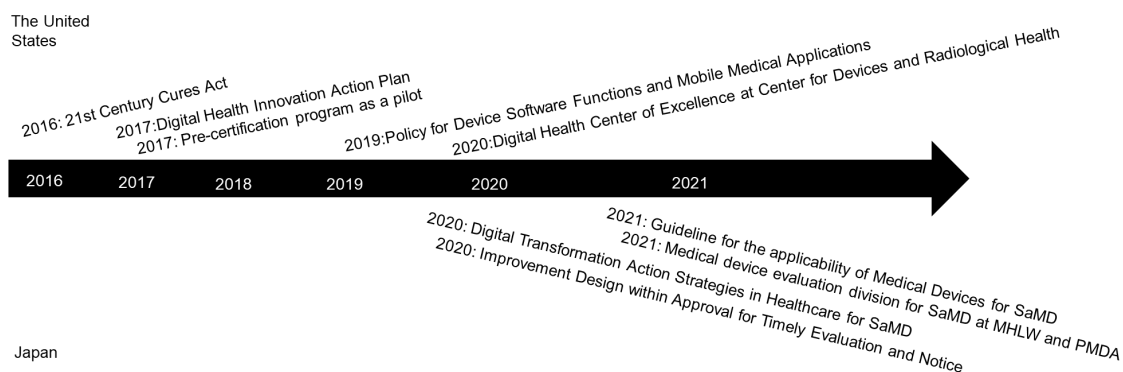 The United
States
2016: 21st Century Cures Act
2017:Digital Health Innovation Action Plan
2017: Pre-certification program as a pilot
2019:Policy for Device Software Functions and Mobile Medical Applications
2020:Digital Health Center of Excellence at Center for Devices and Radiological Health
2016 2017 2018 2019 2020 2021
2020: Digital Transformation Action Strategies in Healthcare for SaMD
2020: Improvement Design within Approval for Timely Evaluation and Notice
2021: Guideline for the applicability of Medical Devices for SaMD
2021: Medical device evaluation division for SaMD at MHLW and PMDA
Japan